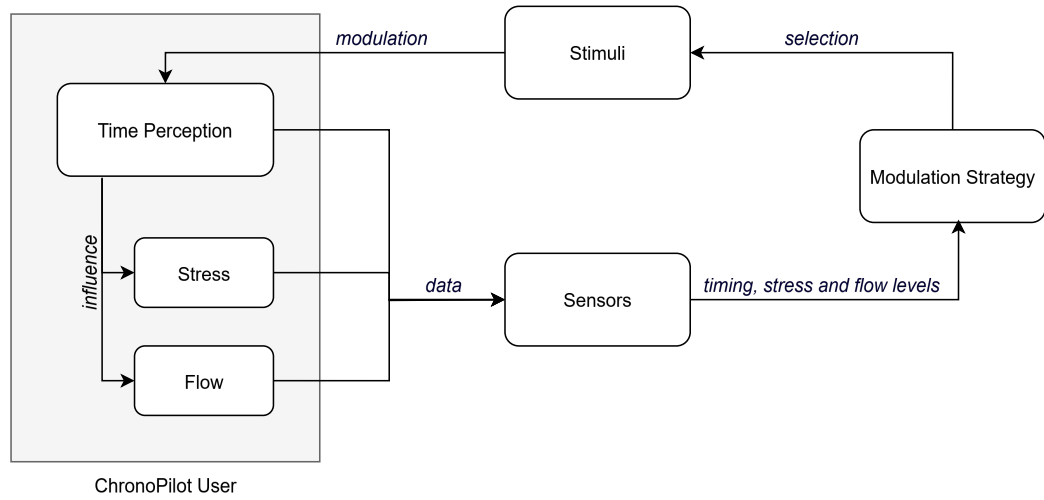 modulation
Stimuli
selection
Time Perception
Modulation Strategy
influence
Stress
data
Sensors
timing, stress and flow levels
Flow
ChronoPilot User